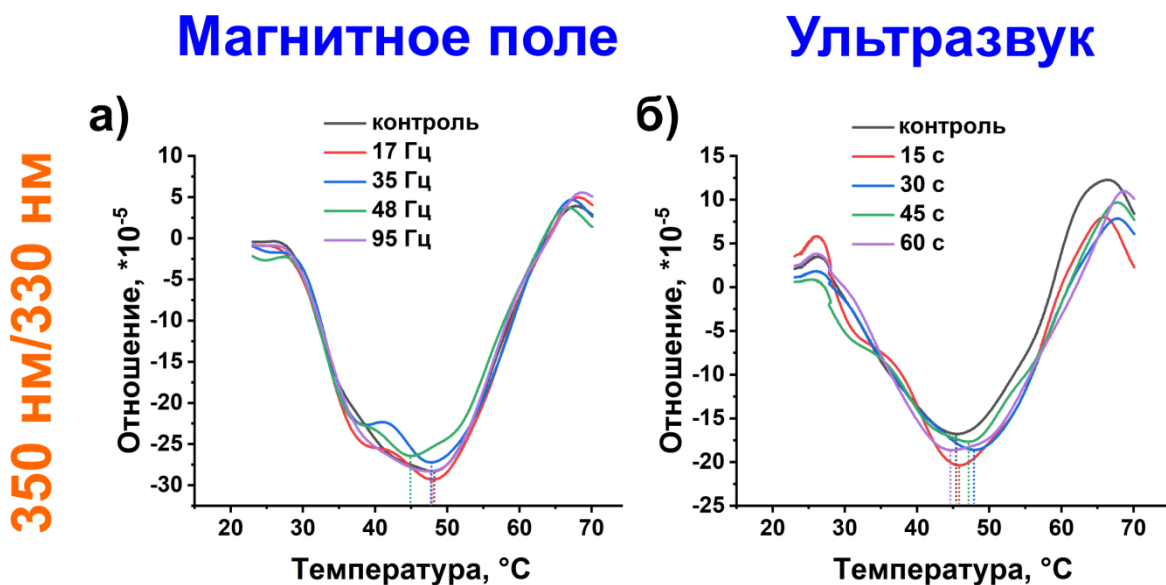 Магнитное поле
Ультразвук
350 нм/330 нм
а)
контроль
17 Гц
35 Гц
48 Гц
95 Гц
Отношение, *10⁻⁵
10
5
0
-5
-10
-15
-20
-25
-30
20 30 40 50 60 70
Температура, °C
б)
контроль
15 с
30 с
45 с
60 с
Отношение, *10⁻⁵
15
10
5
0
-5
-10
-15
-20
-25
20 30 40 50 60 70
Температура, °C